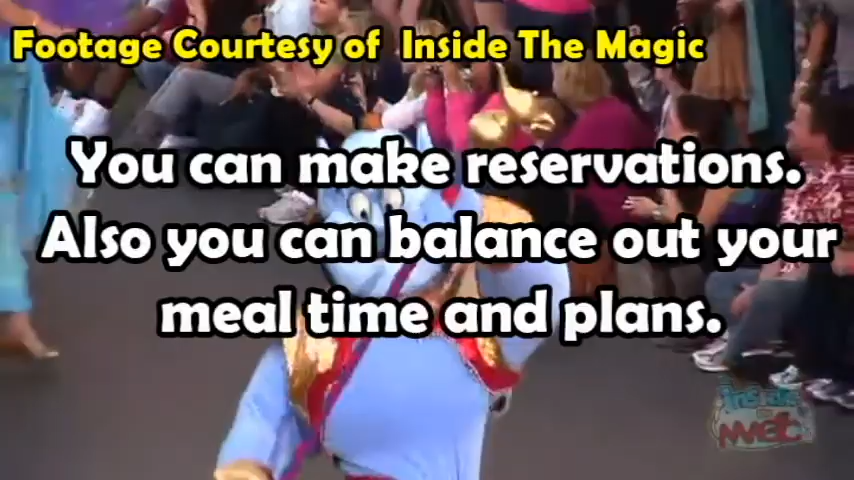 Footage Courtesy of Inside The Magic
You can make reservations.
Also you can balance out your
meal time and plans.
inside
the
MAGIC